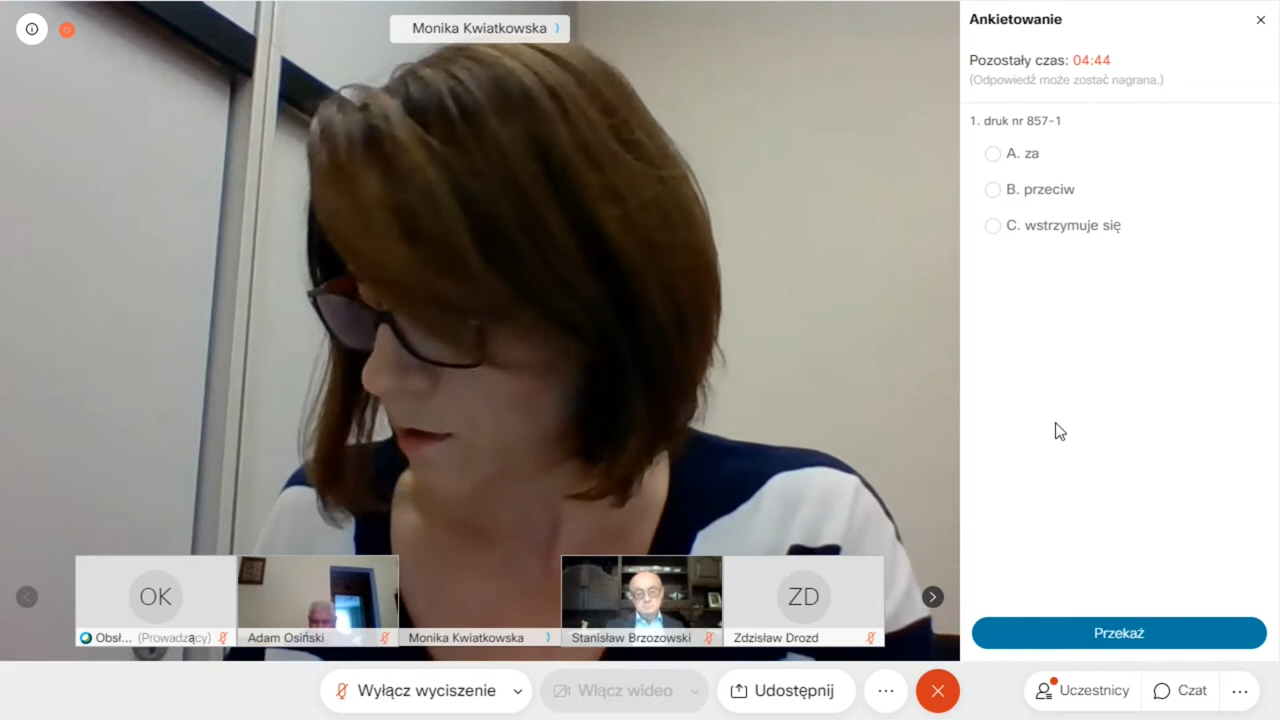 Monika Kwiatkowska
Ankietowanie
Pozostały czas: 04:44
(Odpowiedź może zostać nagrana.)
1. druk nr 857-1
A. za
B. przeciw
C. wstrzymuje się
OK
ZD
Obsł... (Prowadzący)
Adam Osiński
Monika Kwiatkowska
Stanisław Brzozowski
Zdzisław Drozd
Przekaż
Wyłącz wyciszenie
Włącz wideo
Udostępnij
Uczestnicy
Czat